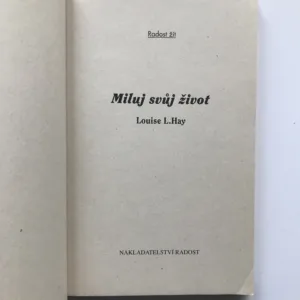 Radost žít
Miluj svůj život
Louise L.Hay
NAKLADATELSTVÍ RADOST